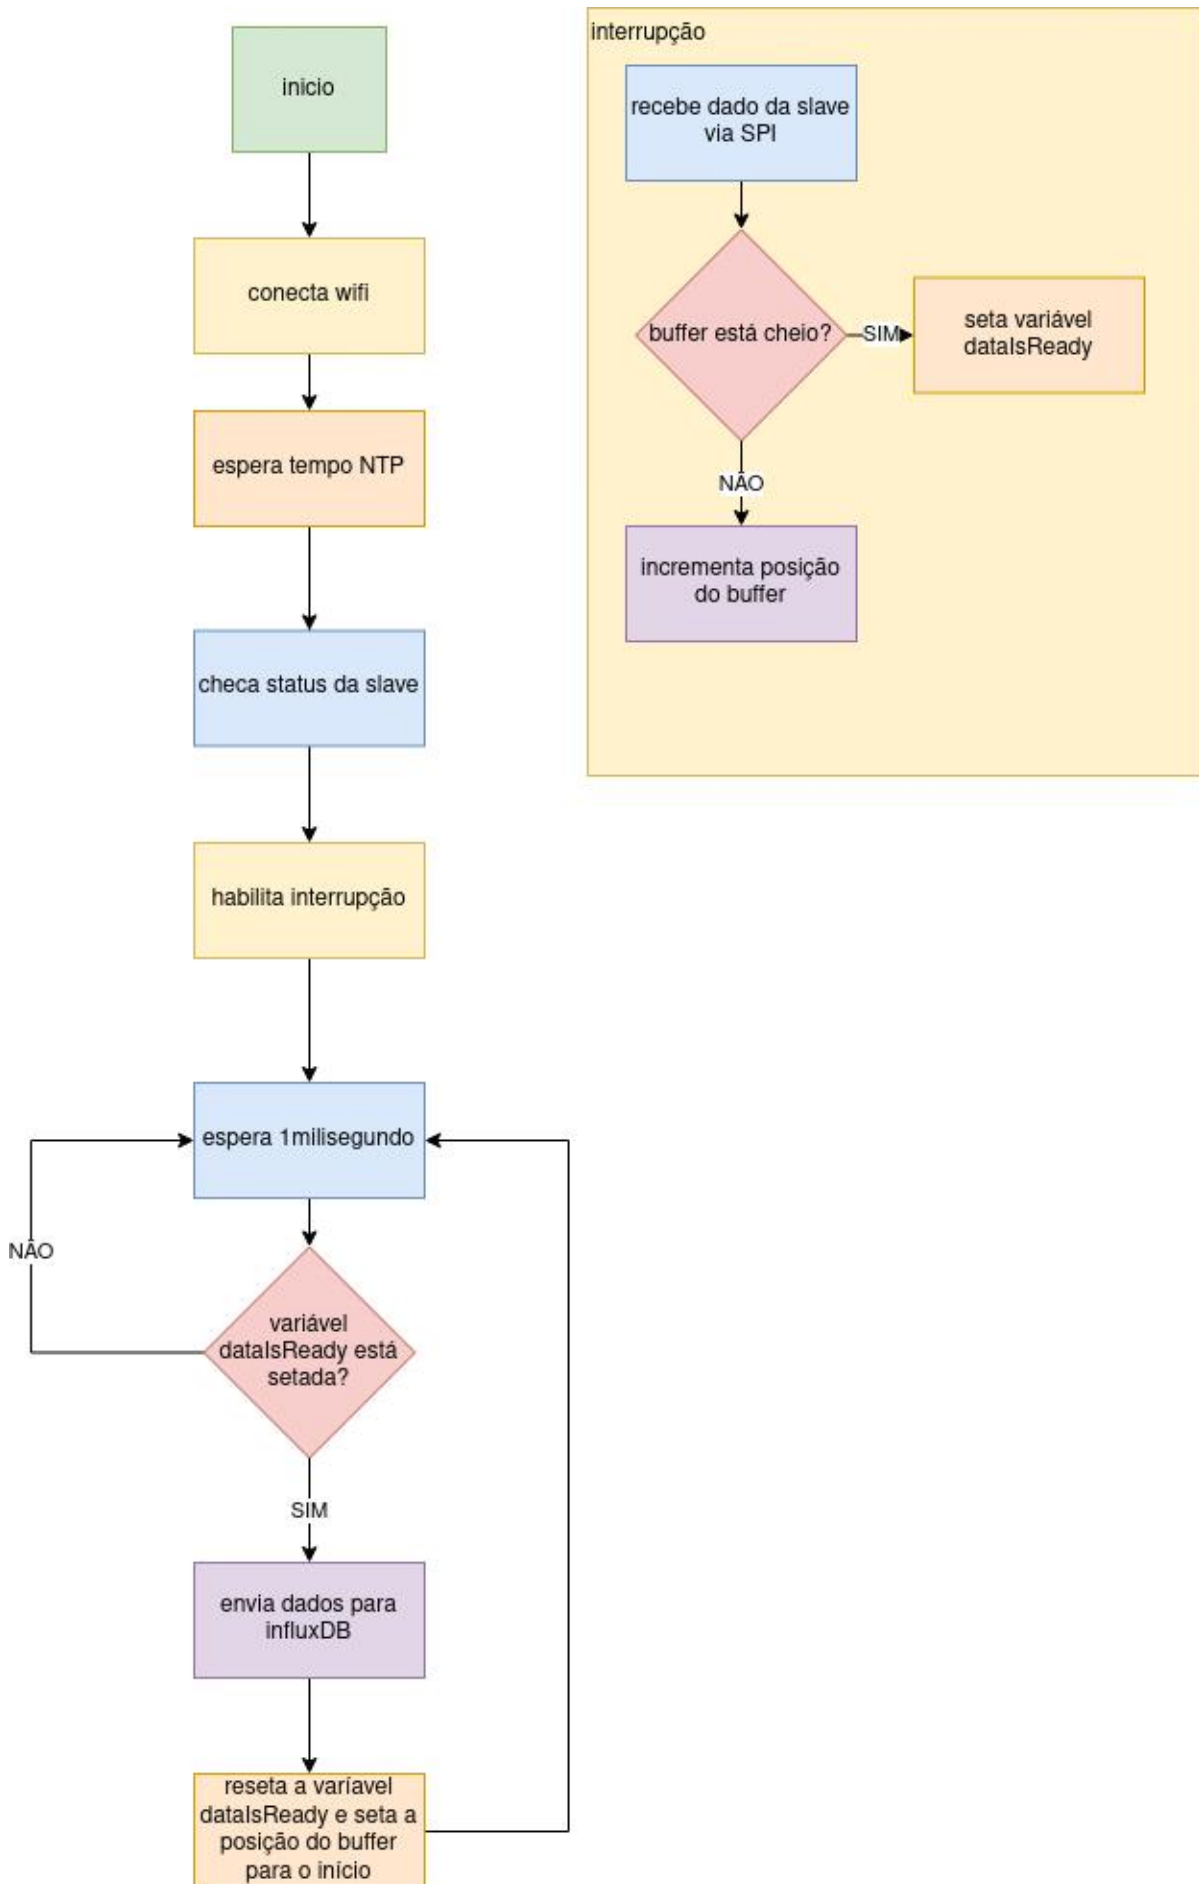 inicio
conecta wifi
espera tempo NTP
checa status da slave
habilita interrupção
espera 1milisegundo
NÃO
variável
dataIsReady está
setada?
SIM
envia dados para
influxDB
reseta a varíavel
dataIsReady e seta a
posição do buffer
para o início
interrupção
recebe dado da slave
via SPI
buffer está cheio?
SIM
seta variável
dataIsReady
NÃO
incrementa posição
do buffer